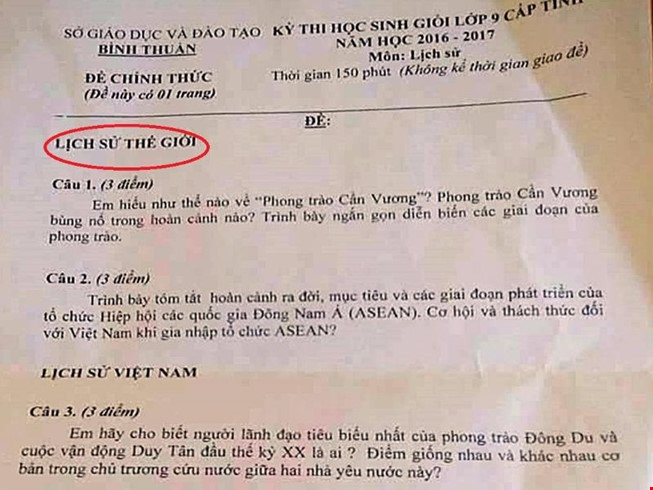 SỞ GIÁO DỤC VÀ ĐÀO TẠO
BÌNH THUẬN
ĐỀ CHÍNH THỨC
(Đề này có 01 trang)
KỲ THI HỌC SINH GIỎI LỚP 9 CẤP TỈNH
NĂM HỌC 2016 - 2017
Môn: Lịch sử
Thời gian 150 phút (Không kể thời gian giao đề)
ĐỀ:
LỊCH SỬ THẾ GIỚI
Câu 1. (3 điểm)
Em hiểu như thế nào về “Phong trào Cần Vương”? Phong trào Cần Vương
bùng nổ trong hoàn cảnh nào? Trình bày ngắn gọn diễn biến các giai đoạn của
phong trào.
Câu 2. (3 điểm)
Trình bày tóm tắt hoàn cảnh ra đời, mục tiêu và các giai đoạn phát triển của
tổ chức Hiệp hội các quốc gia Đông Nam Á (ASEAN). Cơ hội và thách thức đối
với Việt Nam khi gia nhập tổ chức ASEAN?
LỊCH SỬ VIỆT NAM
Câu 3. (3 điểm)
Em hãy cho biết người lãnh đạo tiêu biểu nhất của phong trào Đông Du và
cuộc vận động Duy Tân đầu thế kỷ XX là ai ? Điểm giống nhau và khác nhau cơ
bản trong chủ trương cứu nước giữa hai nhà yêu nước này?